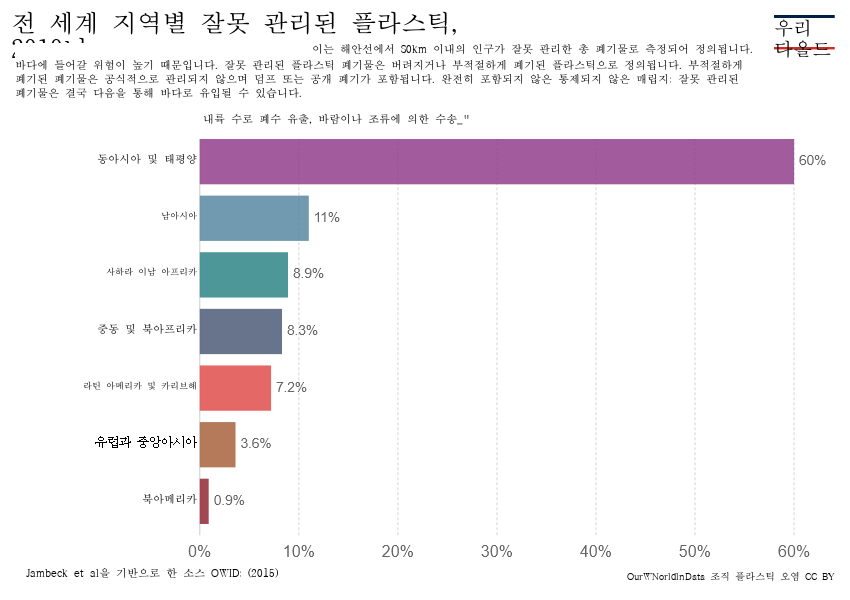 전 세계 지역별 잘못 관리된 플라스틱,
우리
이는 해안선에서 50km 이내의 인구가 잘못 관리한 총 폐기물로 측정되어 정의됩니다.
바다에 들어갈 위험이 높기 때문입니다. 잘못 관리된 플라스틱 폐기물은 버려지거나 부적절하게 폐기된 플라스틱으로 정의됩니다. 부적절하게
폐기된 폐기물은 공식적으로 관리되지 않으며 덤프 또는 공개 폐기가 포함됩니다. 완전히 포함되지 않은 통제되지 않은 매립지; 잘못 관리된
폐기물은 결국 다음을 통해 바다로 유입될 수 있습니다.
내륙 수로 폐수 유출, 바람이나 조류에 의한 수송_"
동아시아 및 태평양 60%
남아시아 11%
사하라 이남 아프리카 8.9%
중동 및 북아프리카 8.3%
라틴 아메리카 및 카리브해 7.2%
유럽과 중앙아시아 3.6%
북아메리카 0.9%
0% 10% 20% 30% 40% 50% 60%
Jambeck et al을 기반으로 한 소스 OWID: (2015)
OurWNorldinData 조직 플라스틱 오염 CC BY